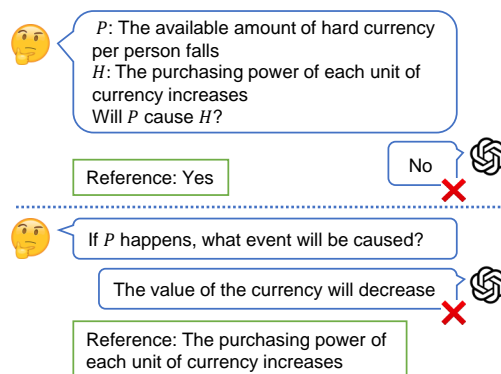 P: The available amount of hard currency
per person falls
H: The purchasing power of each unit of
currency increases
Will P cause H?
No
Reference: Yes
If P happens, what event will be caused?
The value of the currency will decrease
Reference: The purchasing power of
each unit of currency increases